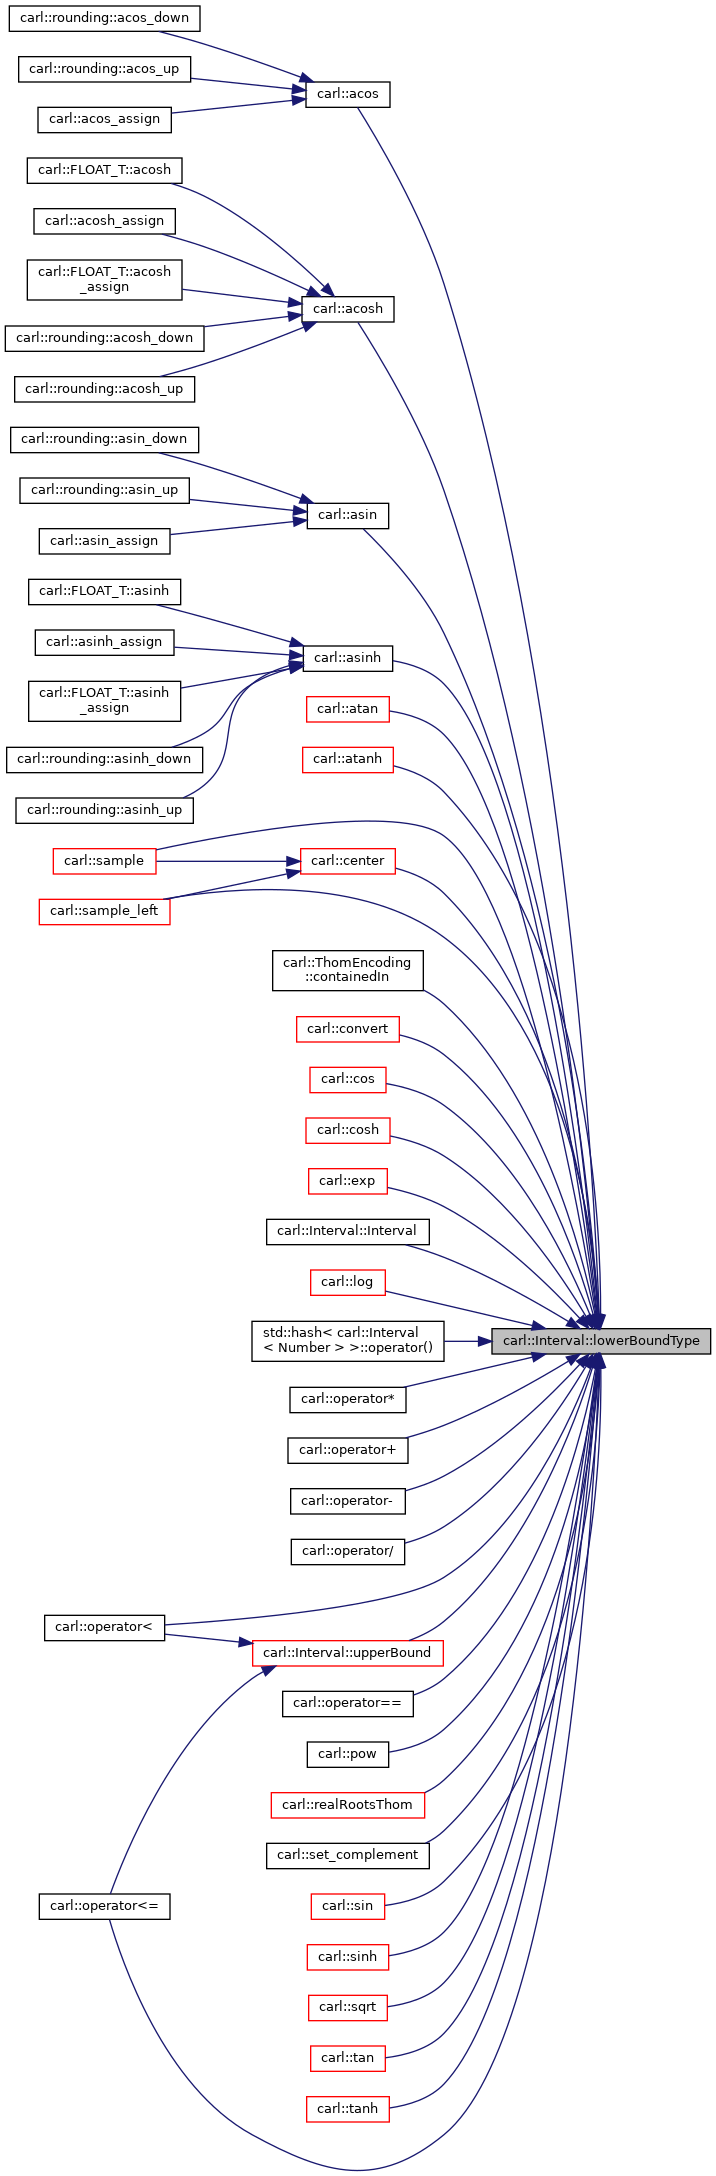 carl::rounding::acos_down
carl::rounding::acos_up
carl::acos
carl::acos_assign
carl::FLOAT_T::acosh
carl::acosh_assign
carl::FLOAT_T::acosh
_assign
carl::acosh
carl::rounding::acosh_down
carl::rounding::acosh_up
carl::rounding::asin_down
carl::rounding::asin_up
carl::asin
carl::asin_assign
carl::FLOAT_T::asinh
carl::asinh_assign
carl::asinh
carl::FLOAT_T::asinh
_assign
carl::atan
carl::rounding::asinh_down
carl::atanh
carl::rounding::asinh_up
carl::sample
carl::center
carl::sample_left
carl::ThomEncoding
::containedIn
carl::convert
carl::cos
carl::cosh
carl::exp
carl::Interval::Interval
carl::log
std::hash< carl::Interval
< Number > >::operator()
carl::Interval::lowerBoundType
carl::operator*
carl::operator+
carl::operator-
carl::operator/
carl::operator<
carl::Interval::upperBound
carl::operator==
carl::pow
carl::realRootsThom
carl::set_complement
carl::operator<=
carl::sin
carl::sinh
carl::sqrt
carl::tan
carl::tanh